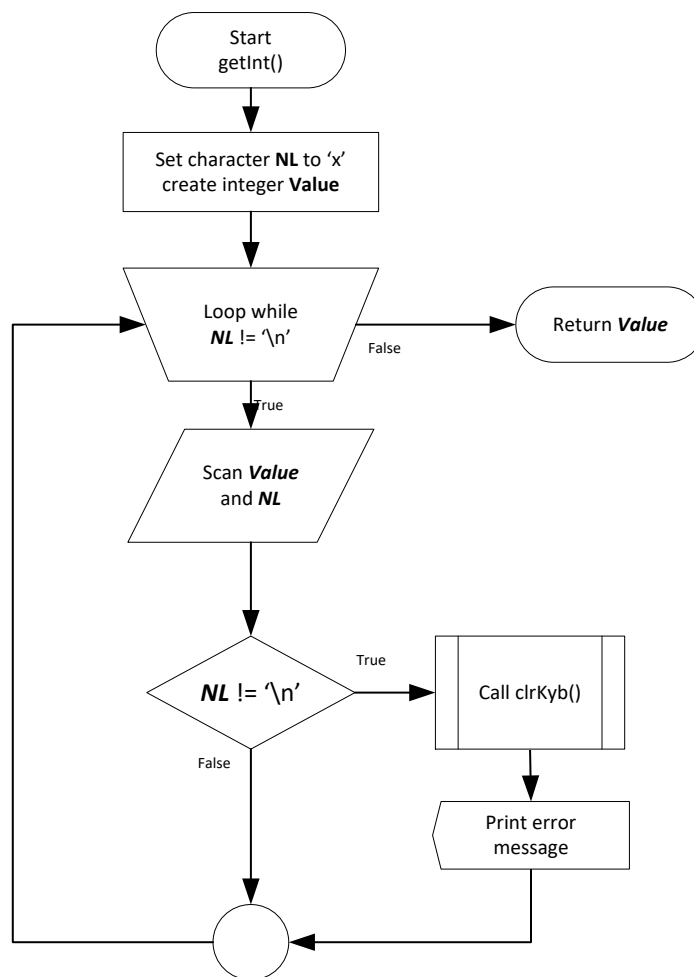 Start
getInt()
Set character NL to ‘x’
create integer Value
Loop while
NL != ‘\n’
False
Return Value
True
Scan Value
and NL
NL != ‘\n’
True
Call clrKyb()
False
Print error
message